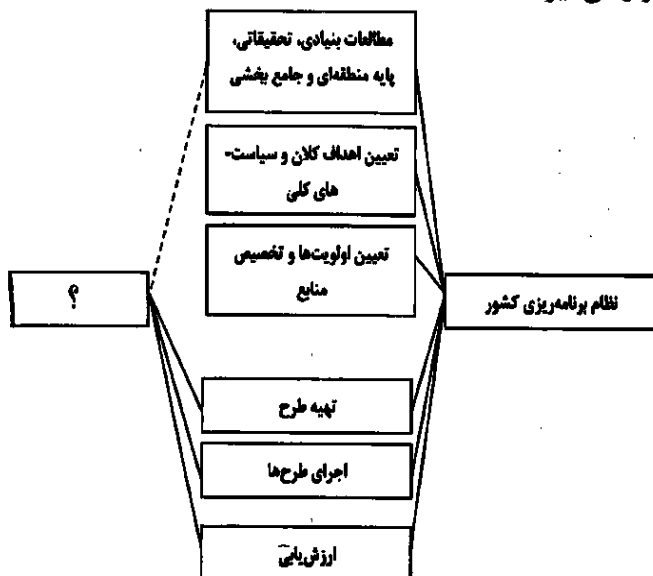 مطالعات بنیادی، تحقیقاتی،
پایه منطقه‌ای و جامع بخشی
تعیین اهداف کلان و سیاست-
های کلی
تعیین اولویت‌ها و تخصیص
منابع
نظام برنامه‌ریزی کشور
؟
تهیه طرح
اجرای طرح‌ها
ارزش‌یابی